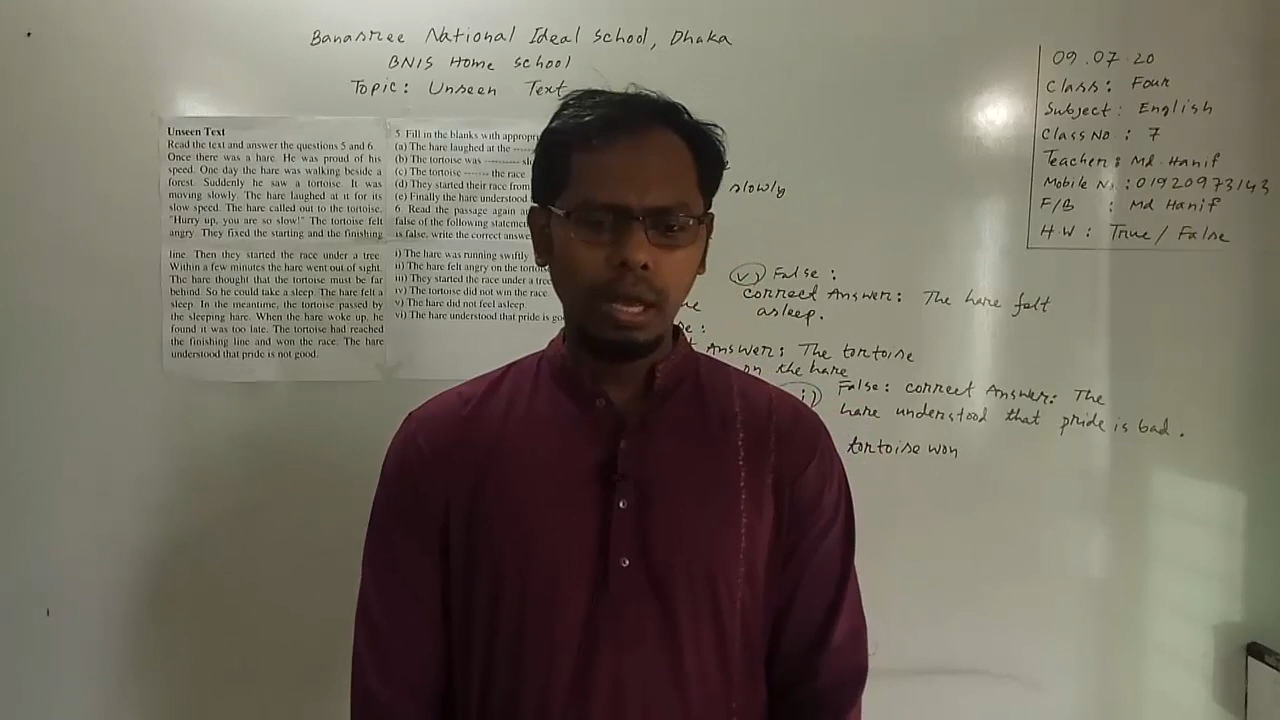 Banasree National Ideal School, Dhaka
BNIS Home School
Topic: Unseen Text
Unseen Text
Read the text and answer the questions 5 and 6
Once there was a hare. He was proud of his
speed. One day the hare was walking beside a
forest. Suddenly he saw a tortoise. It was
moving slowly. The hare laughed at it for its
slow speed. The hare called out to the tortoise.
"Hurry up, you are so slow!" The tortoise felt
angry. They fixed the starting and the finishing
line. Then they started the race under a tree.
Within a few minutes the hare went out of sight.
The hare thought that the tortoise must be far
behind. So he could take a sleep. The hare fell a
sleep. In the meantime, the tortoise passed by
the sleeping hare. When the hare woke up, he
found it was too late. The tortoise had reached
the finishing line and won the race. The hare
understood that pride is not good.
5. Fill in the blanks with appropr
(a) The hare laughed at the ------
(b) The tortoise was ---------- sl
(c) The tortoise ------- the race
(d) They started their race from
(e) Finally the hare understood
6. Read the passage again an
false of the following statemen
is false, write the correct answe
i) The hare was running swiftly
ii) The hare felt angry on the tortois
iii) They started the race under a tree
iv) The tortoise did not win the race
v) The hare did not feel asleep
vi) The hare understood that pride is go
slowly
v) False:
correct Answer: The hare felt
asleep.
Answer: The tortoise
on the hare
i) False: correct Answer: The
hare understood that pride is bad.
tortoise won
09.07.20
Class: Four
Subject: English
Class No: 7
Teacher: Md Hanif
Mobile No: 01920973143
F/B : Md Hanif
H.W: True/False